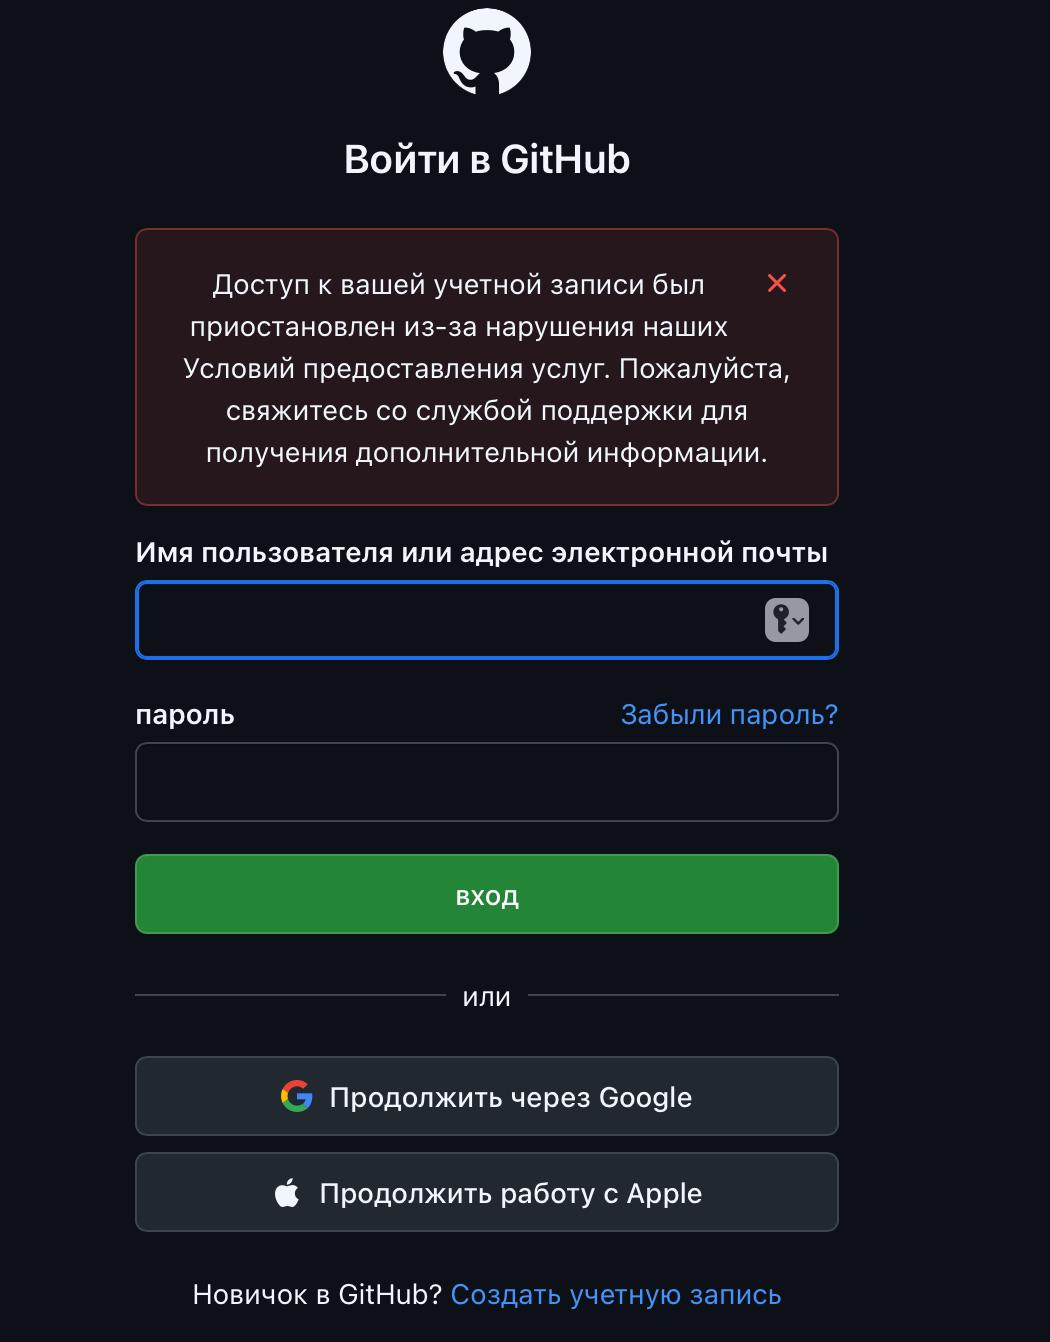 Войти в GitHub
Доступ к вашей учетной записи был
приостановлен из-за нарушения наших
Условий предоставления услуг. Пожалуйста,
свяжитесь со службой поддержки для
получения дополнительной информации.
Имя пользователя или адрес электронной почты
пароль
Забыли пароль?
вход
или
Продолжить через Google
Продолжить работу с Apple
Новичок в GitHub? Создать учетную запись